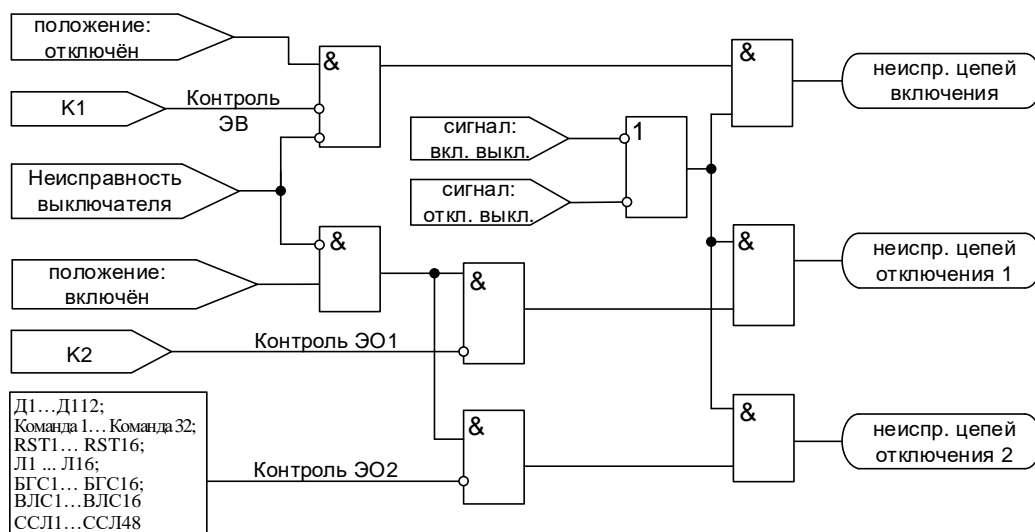 положение:
отключён
&
&
неиспр. цепей
включения
К1
Контроль
ЭВ
сигнал:
вкл. выкл.
1
Неисправность
выключателя
сигнал:
откл. выкл.
&
&
неиспр. цепей
отключения 1
положение:
включён
&
К2
Контроль ЭО1
Д1…Д112;
Команда 1… Команда 32;
RST1… RST16;
Л1 ... Л16;
БГС1… БГС16;
ВЛС1…ВЛС16
ССЛ1…ССЛ48
Контроль ЭО2
&
&
неиспр. цепей
отключения 2